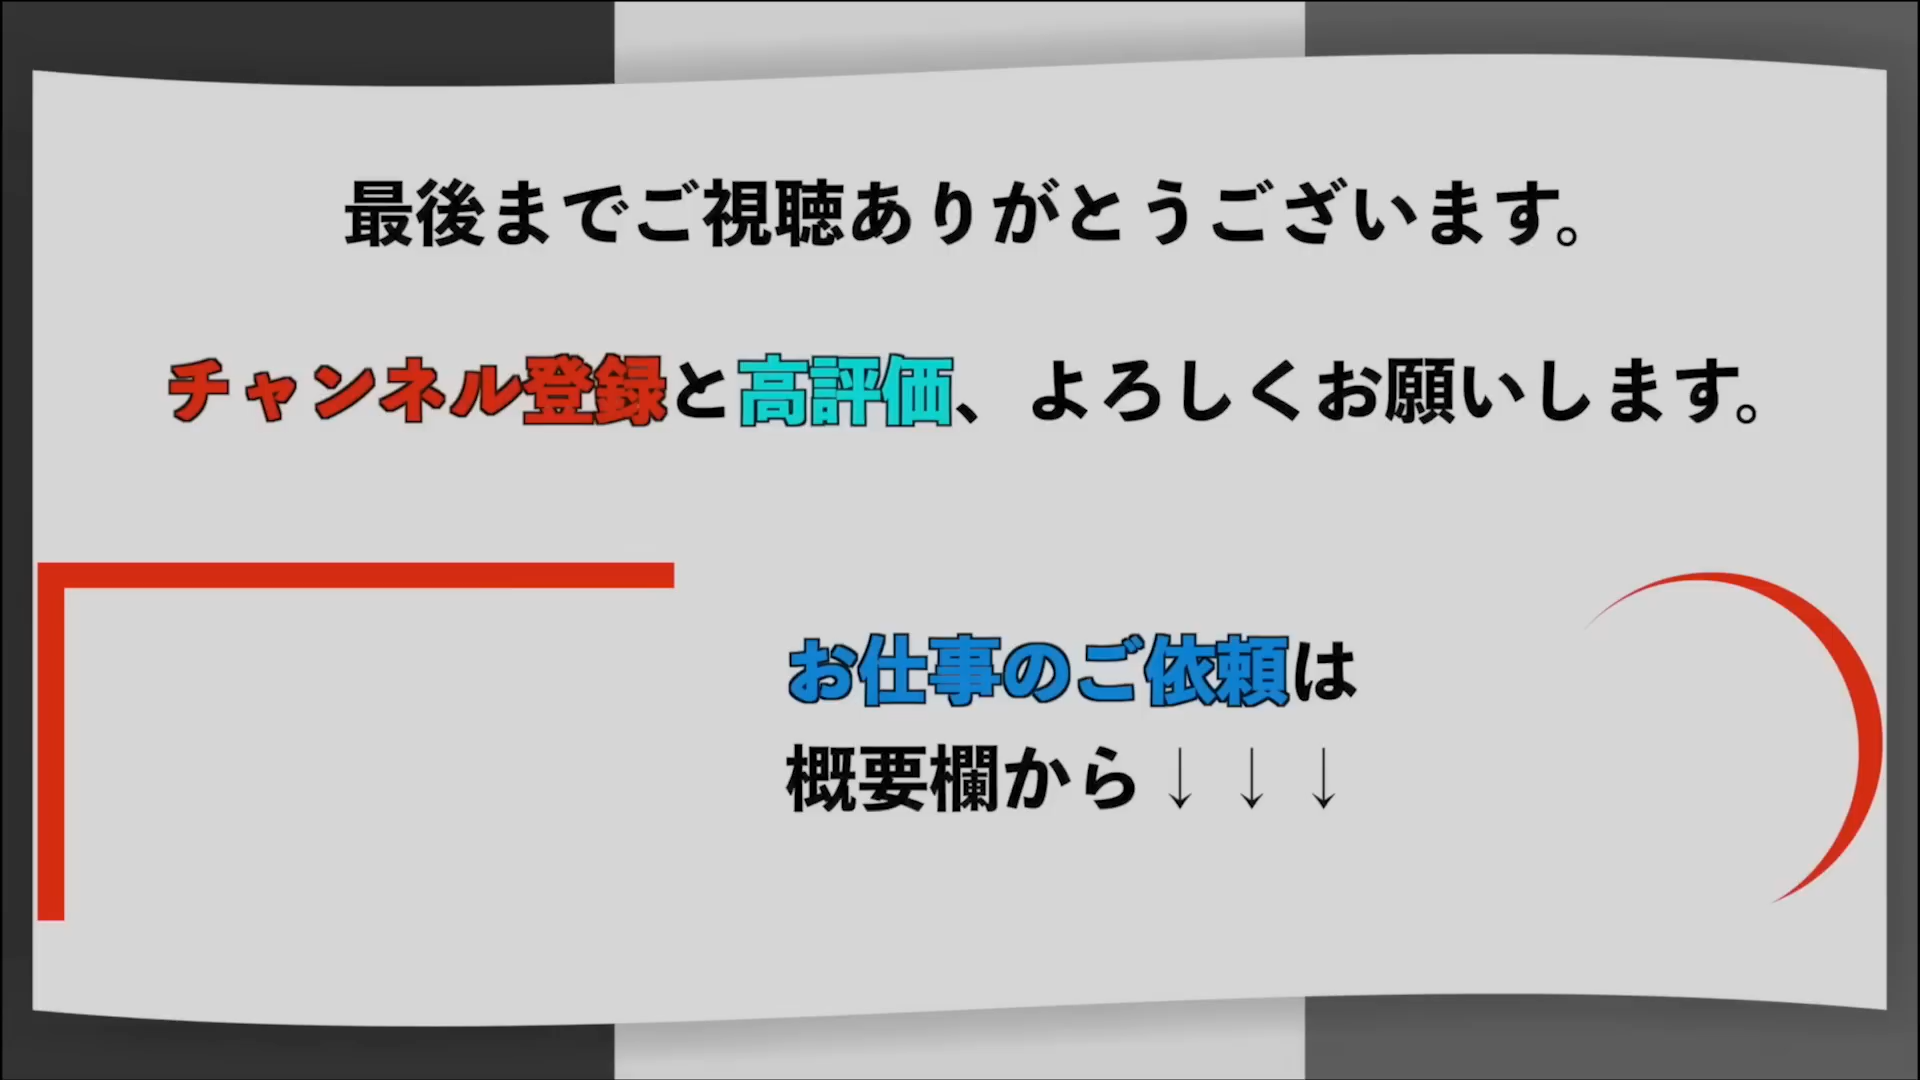 最後までご視聴ありがとうございます。
チャンネル登録と高評価、よろしくお願いします。
お仕事のご依頼は
概要欄から↓↓↓